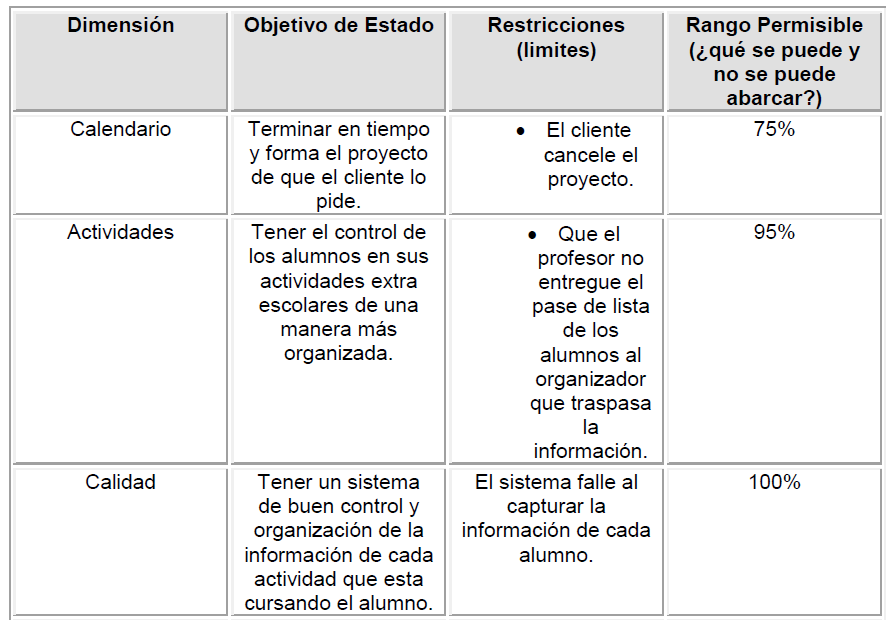 Dimensión
Objetivo de Estado
Restricciones
(limites)
Rango Permisible
(¿qué se puede y
no se puede
abarcar?)
Calendario
Terminar en tiempo
y forma el proyecto
de que el cliente lo
pide.
• El cliente
cancele el
proyecto.
75%
Actividades
Tener el control de
los alumnos en sus
actividades extra
escolares de una
manera más
organizada.
• Que el
profesor no
entregue el
pase de lista
de los
alumnos al
organizador
que traspasa
la
información.
95%
Calidad
Tener un sistema
de buen control y
organización de la
información de cada
actividad que esta
cursando el alumno.
El sistema falle al
capturar la
información de cada
alumno.
100%